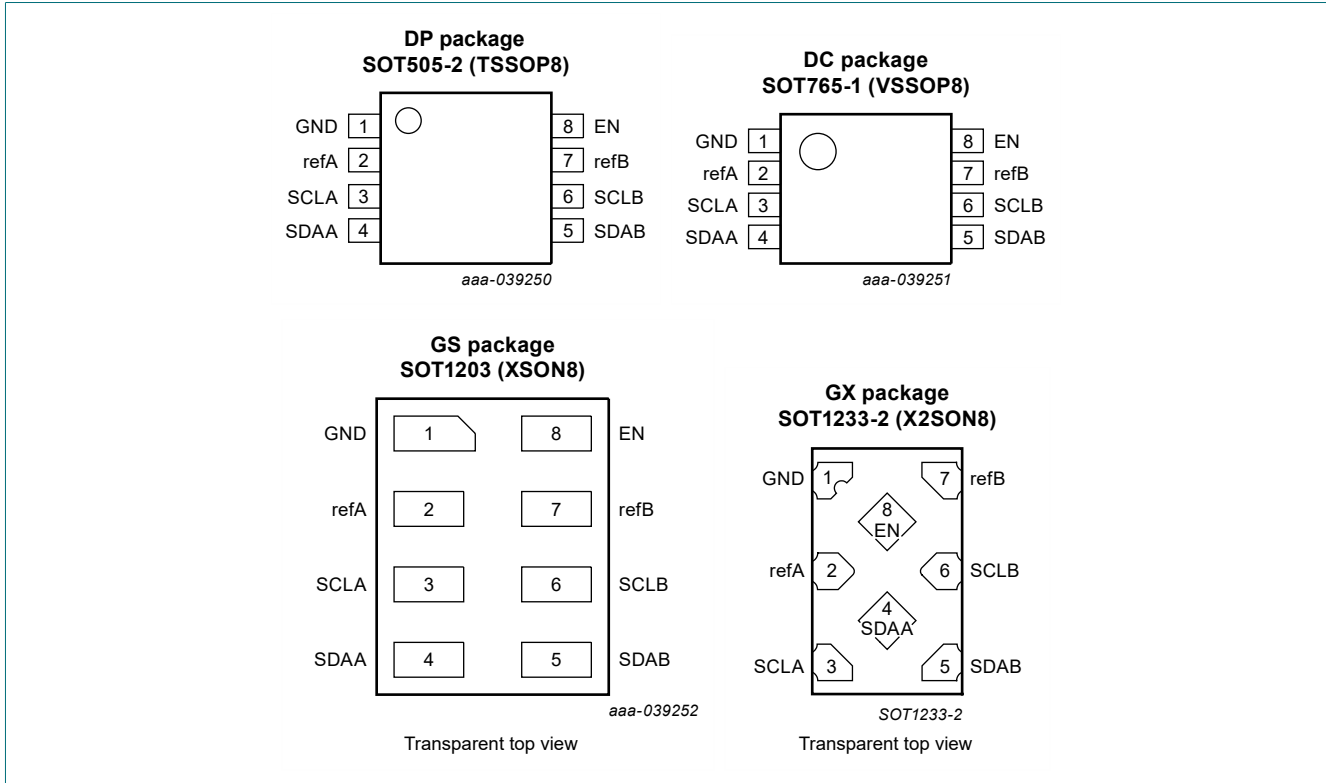 DP package
SOT505-2 (TSSOP8)
GND 1 8 EN
refA 2 7 refB
SCLA 3 6 SCLB
SDAA 4 5 SDAB
aaa-039250
DC package
SOT765-1 (VSSOP8)
GND 1 8 EN
refA 2 7 refB
SCLA 3 6 SCLB
SDAA 4 5 SDAB
aaa-039251
GS package
SOT1203 (XSON8)
GND 1 8 EN
refA 2 7 refB
SCLA 3 6 SCLB
SDAA 4 5 SDAB
aaa-039252
Transparent top view
GX package
SOT1233-2 (X2SON8)
GND 1 7 refB
8
EN
refA 2 6 SCLB
4
SDAA
SCLA 3 5 SDAB
SOT1233-2
Transparent top view